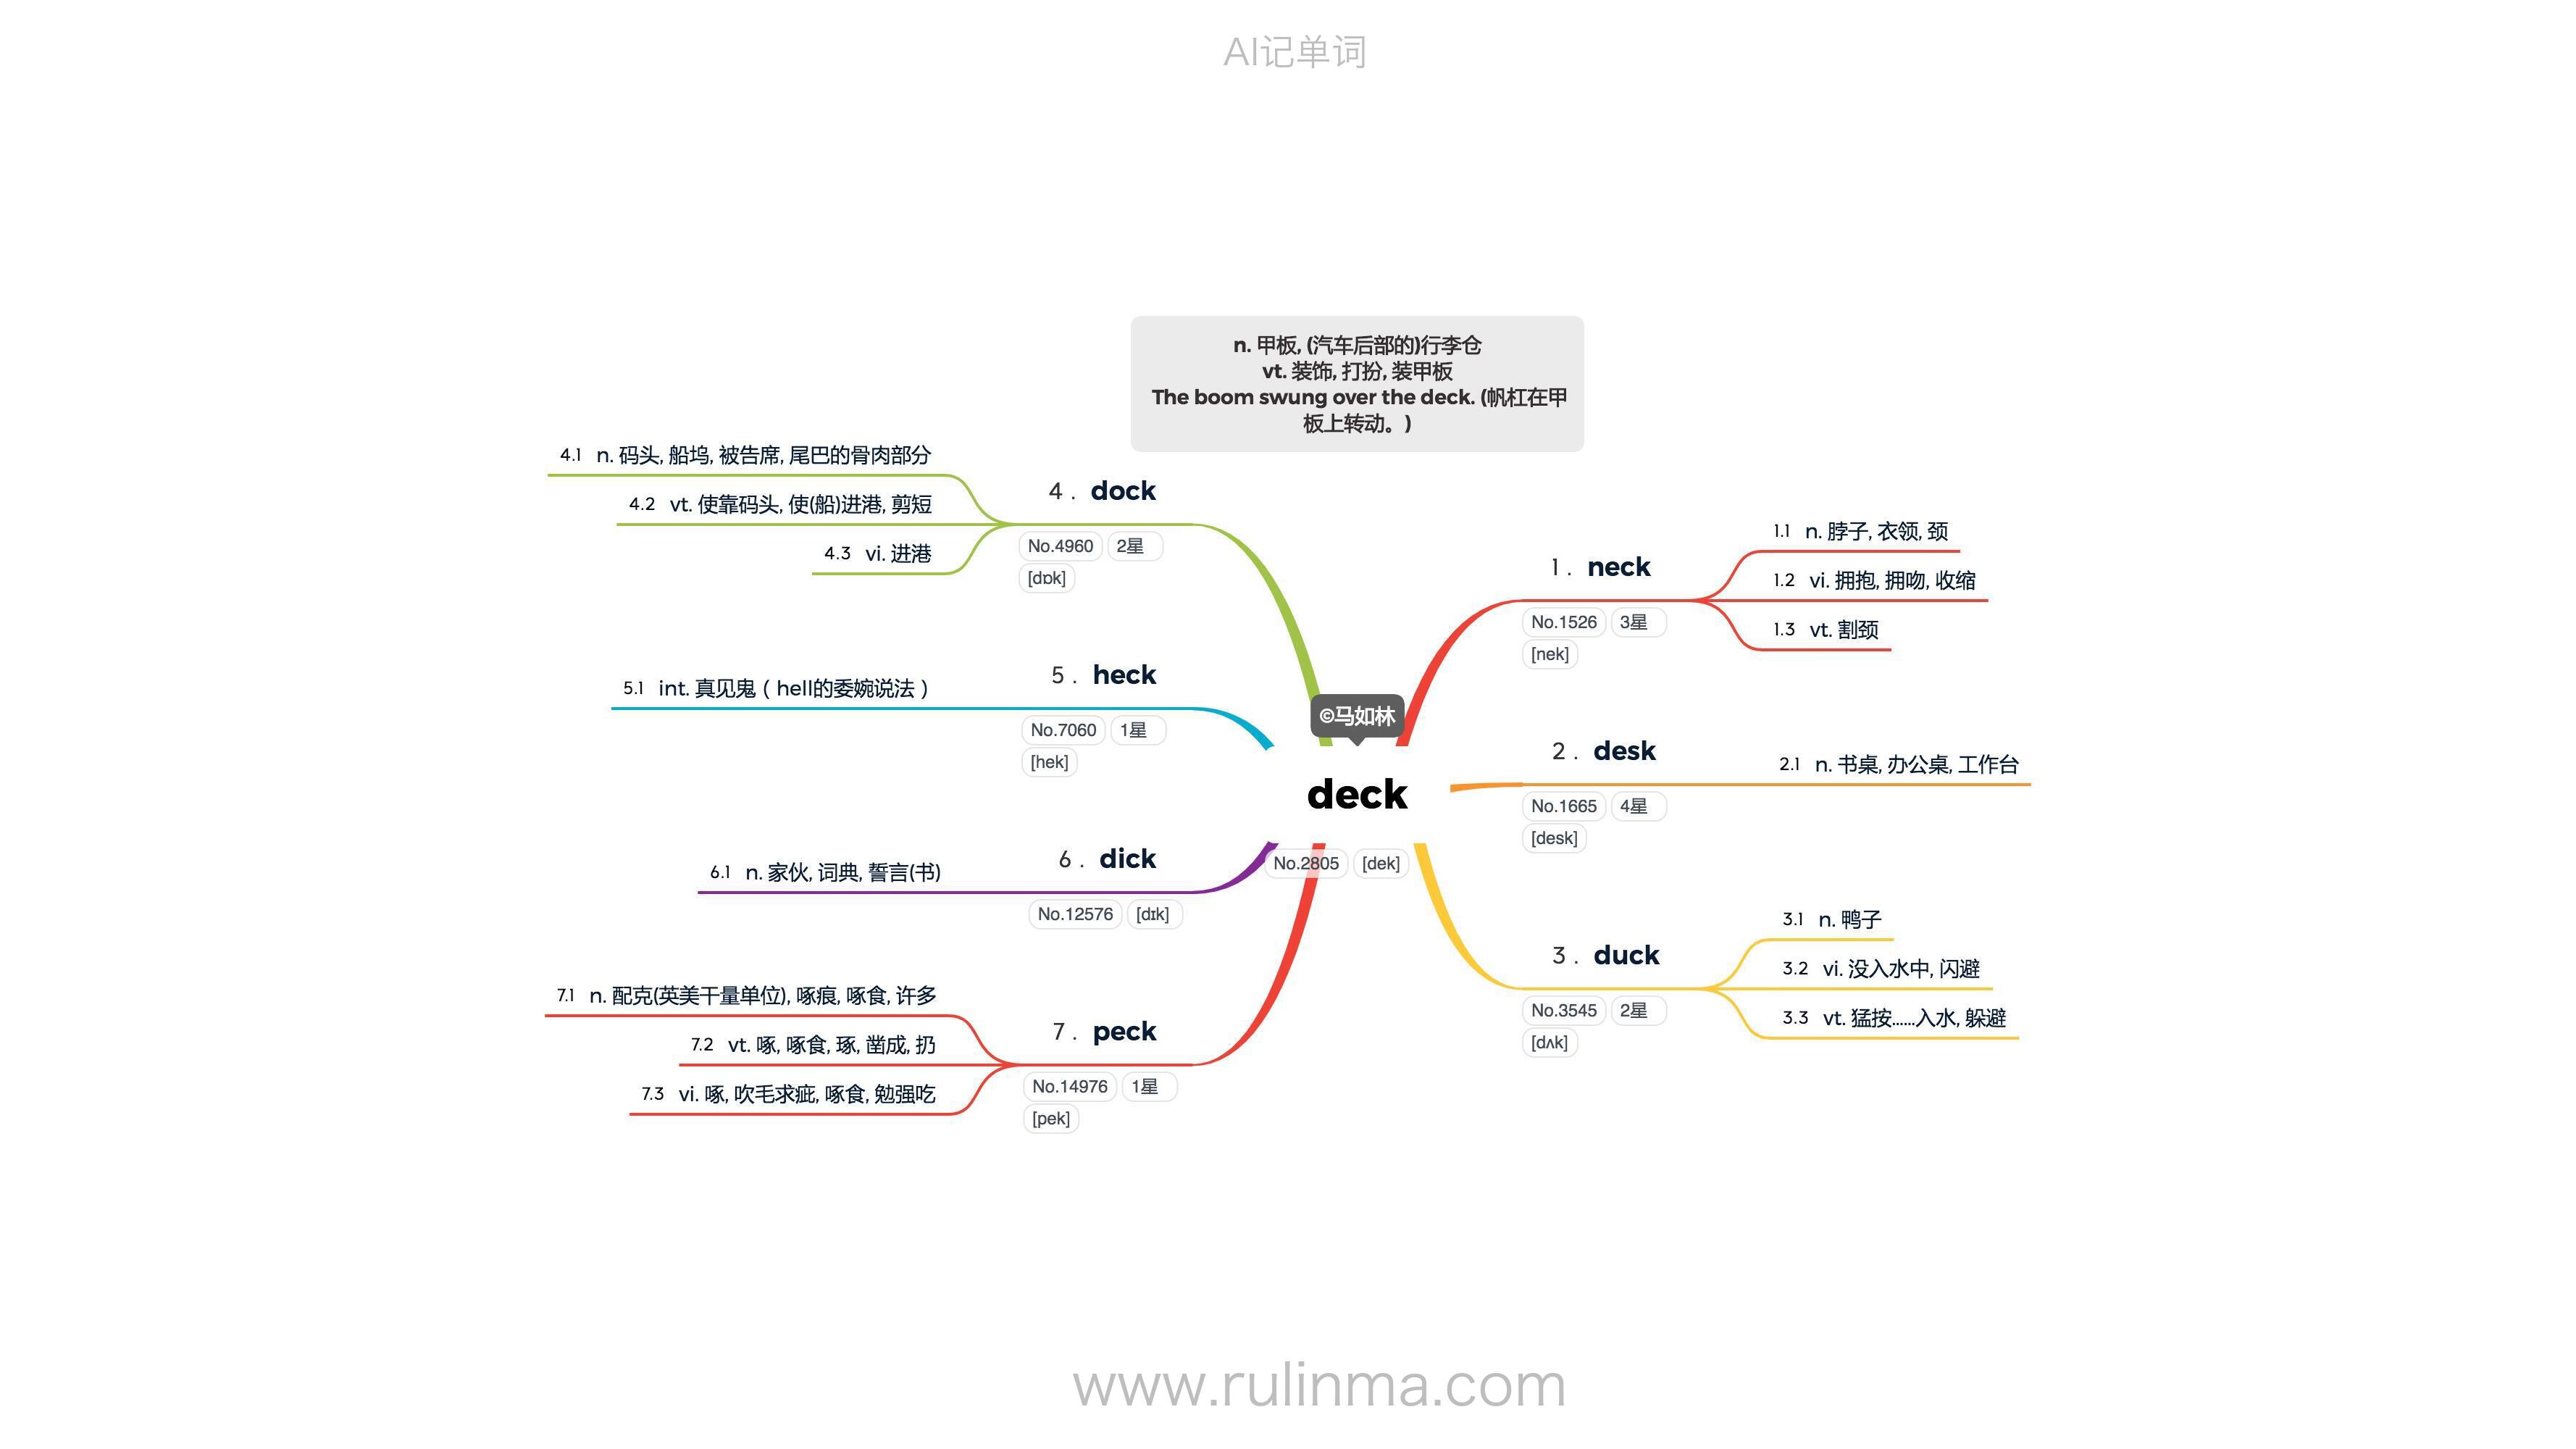 AI记单词
n. 甲板, (汽车后部的)行李仓
vt. 装饰, 打扮, 装甲板
The boom swung over the deck. (帆杠在甲
板上转动。)
©马如林
deck
No.2805 [dek]
1. neck
No.1526 3星
[nek]
1.1 n. 脖子, 衣领, 颈
1.2 vi. 拥抱, 拥吻, 收缩
1.3 vt. 割颈
2. desk
No.1665 4星
[desk]
2.1 n. 书桌, 办公桌, 工作台
3. duck
No.3545 2星
[dʌk]
3.1 n. 鸭子
3.2 vi. 没入水中, 闪避
3.3 vt. 猛按……入水, 躲避
4. dock
No.4960 2星
[dɒk]
4.1 n. 码头, 船坞, 被告席, 尾巴的骨肉部分
4.2 vt. 使靠码头, 使(船)进港, 剪短
4.3 vi. 进港
5. heck
No.7060 1星
[hek]
5.1 int. 真见鬼（hell的委婉说法）
6. dick
No.12576 [dɪk]
6.1 n. 家伙, 词典, 誓言(书)
7. peck
No.14976 1星
[pek]
7.1 n. 配克(英美干量单位), 啄痕, 啄食, 许多
7.2 vt. 啄, 啄食, 琢, 凿成, 扔
7.3 vi. 啄, 吹毛求疵, 啄食, 勉强吃
www.rulinma.com